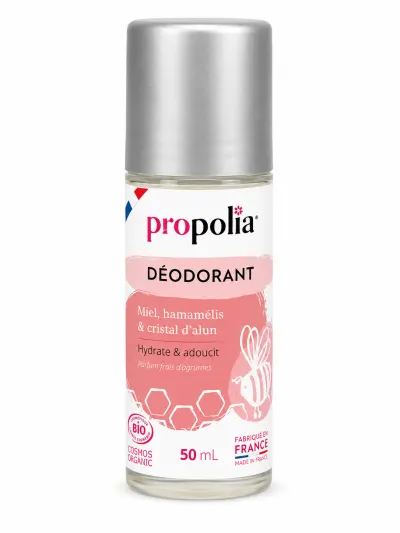 propolia®
DÉODORANT
Miel, hamamélis
& cristal d'alun
Hydrate & adoucit
Parfum frais d'agrumes
BIO
COSMOS
ORGANIC
50 mL
FABRIQUÉ EN
FRANCE
MADE IN FRANCE